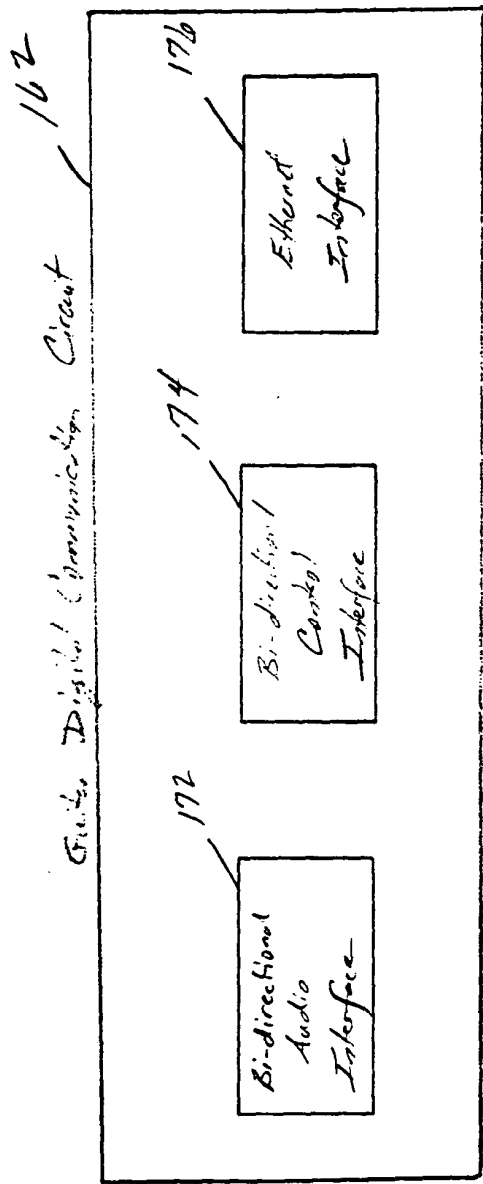 Guitar Digital Communication Circuit
162
172
Bi-directional
Audio
Interface
174
Bi-directional
Control
Interface
176
Ethernet
Interface